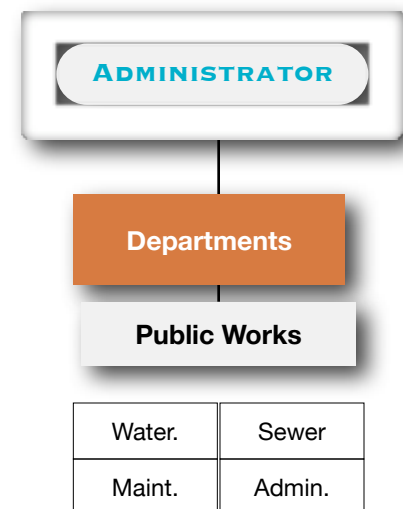 ADMINISTRATOR
Departments
Public Works
Water. Sewer
Maint. Admin.